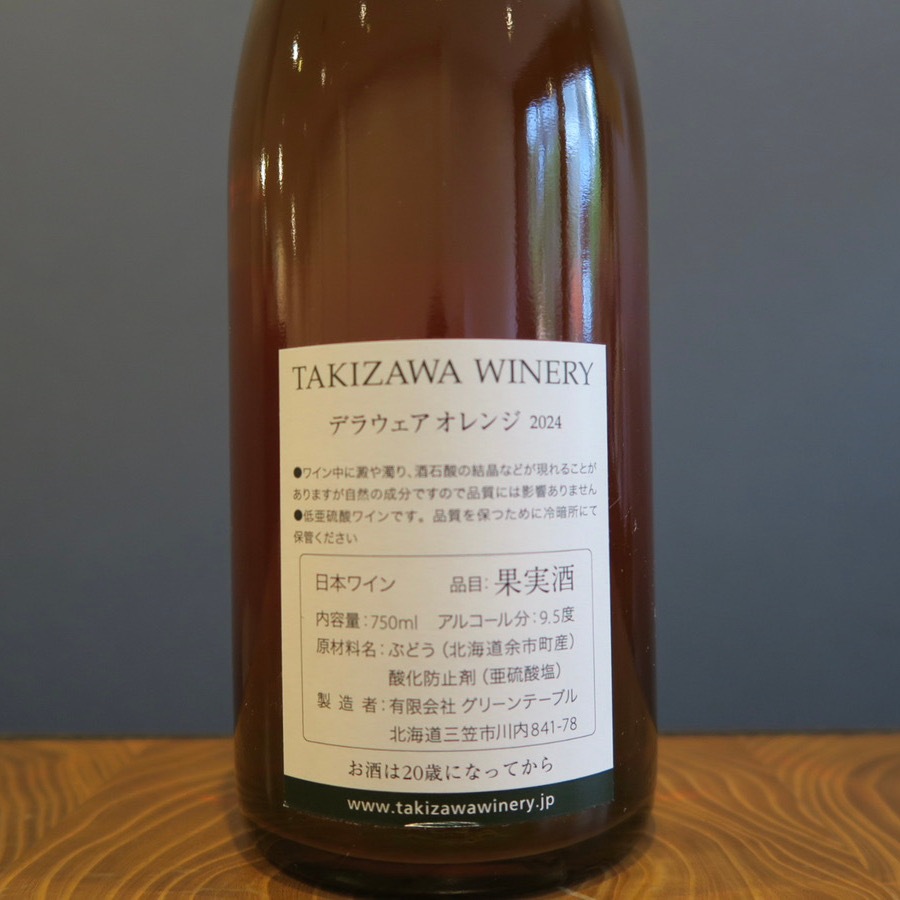 TAKIZAWA WINERY
デラウェア オレンジ 2024
●ワイン中に澱や濁り、酒石酸の結晶などが現れることが
ありますが自然の成分ですので品質には影響ありません
●低亜硫酸ワインです。品質を保つために冷暗所にて
保管ください
日本ワイン 品目:果実酒
内容量:750ml アルコール分:9.5度
原材料名:ぶどう(北海道余市町産)
酸化防止剤(亜硫酸塩)
製造者:有限会社 グリーンテーブル
北海道三笠市川内841-78
お酒は20歳になってから
www.takizawawinery.jp